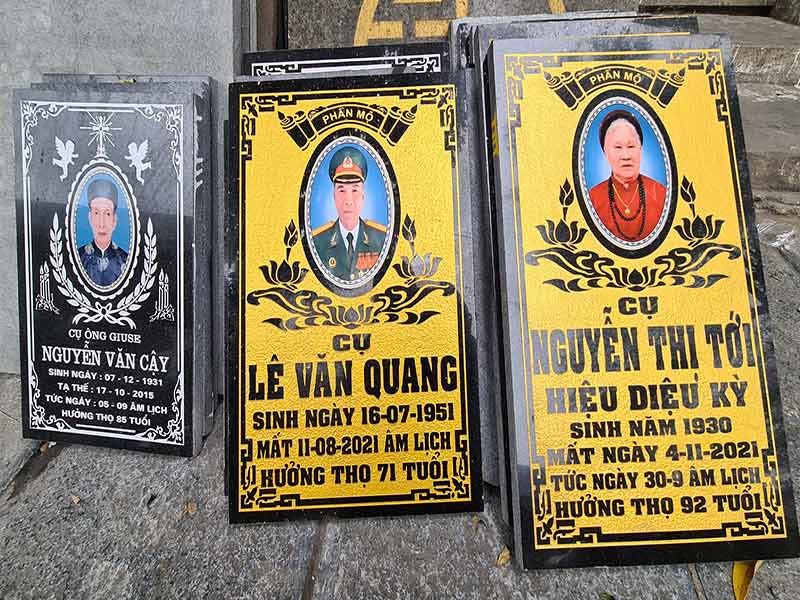 CỤ ÔNG GIUSE
NGUYỄN VĂN CẬY
SINH NGÀY : 07 - 12 - 1931
TẠ THẾ : 17 - 10 - 2015
TỨC NGÀY : 05 - 09 ÂM LỊCH
HƯỞNG THỌ 85 TUỔI
PHẦN MỘ
CỤ
LÊ VĂN QUANG
SINH NGÀY 16-07-1951
MẤT 11-08-2021 ÂM LỊCH
HƯỞNG THỌ 71 TUỔI
PHẦN MỘ
CỤ
NGUYỄN THỊ TỚI
HIỆU DIỆU KỲ
SINH NĂM 1930
MẤT NGÀY 4-11-2021
TỨC NGÀY 30-9 ÂM LỊCH
HƯỞNG THỌ 92 TUỔI